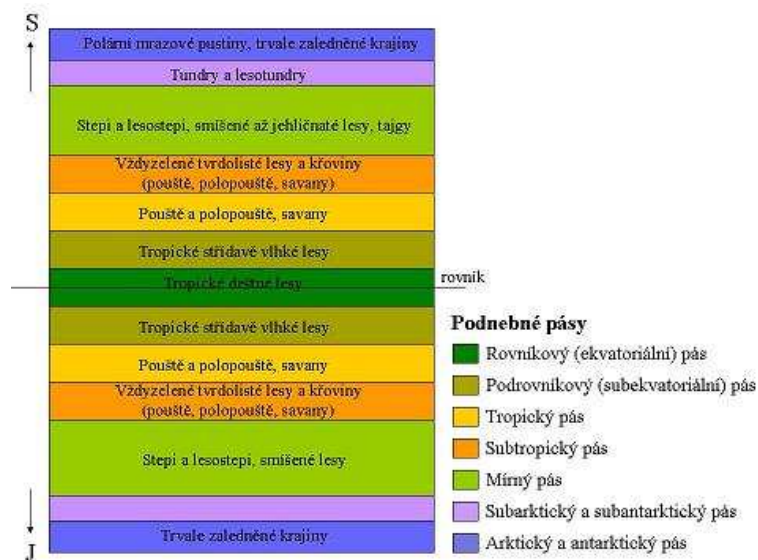 S
Polární mrazové pustiny, trvale zaledněné krajiny
Tundry a lesotundry
Stepi a lesostepi, smíšené až jehličnaté lesy, tajgy
Vždyzelené tvrdolisté lesy a křoviny
(pouště, polopouště, savany)
Pouště a polopouště, savany
Tropické střídavě vlhké lesy
Tropické deštné lesy
rovník
Tropické střídavě vlhké lesy
Pouště a polopouště, savany
Vždyzelené tvrdolisté lesy a křoviny
(pouště, polopouště, savany)
Stepi a lesostepi, smíšené lesy
Trvale zaledněné krajiny
J
Podnebné pásy
Rovníkový (ekvatoriální) pás
Podrovníkový (subekvatoriální) pás
Tropický pás
Subtropický pás
Mírný pás
Subarktický a subantarktický pás
Arktický a antarktický pás